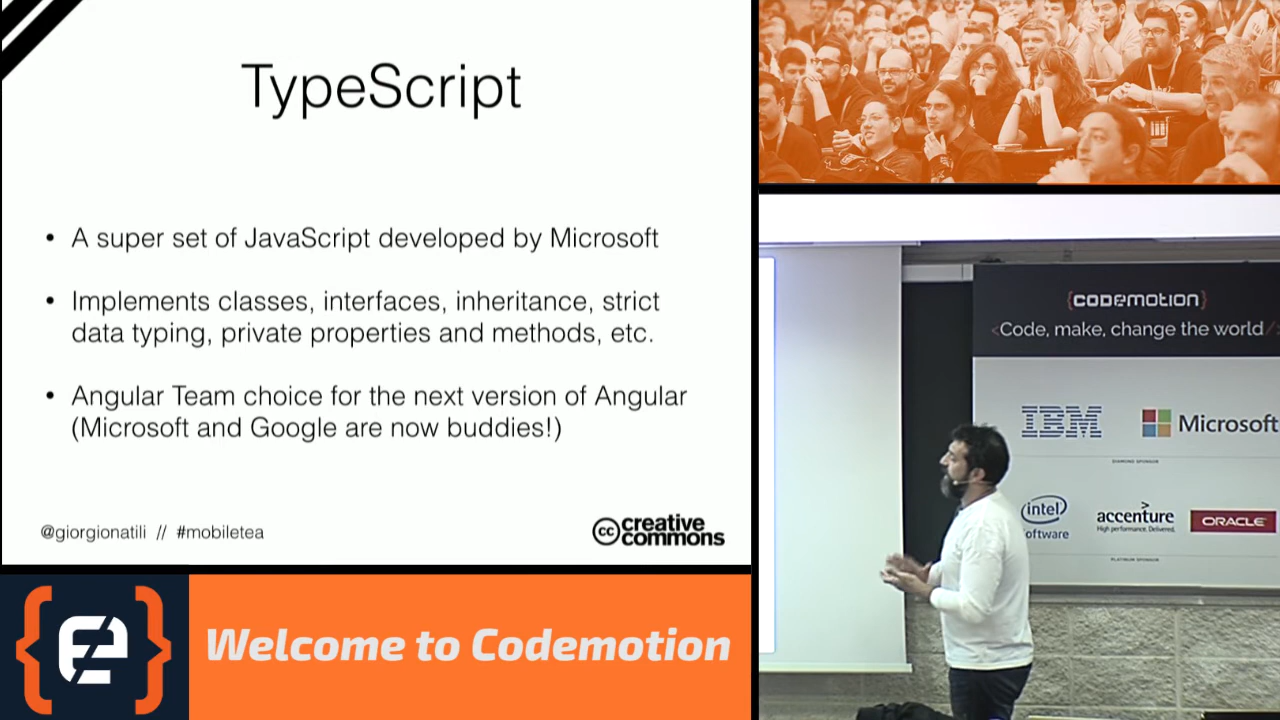 TypeScript
• A super set of JavaScript developed by Microsoft
• Implements classes, interfaces, inheritance, strict
data typing, private properties and methods, etc.
• Angular Team choice for the next version of Angular
(Microsoft and Google are now buddies!)
@giorgionatili // #mobiletea
cc creative
commons
Welcome to Codemotion
{CODEMOTION}
<Code, make, change the world/
IBM
Microsoft
DIAMOND SPONSOR
intel
oftware
accenture
High performance. Delivered.
ORACLE
PLATINUM SPONSOR